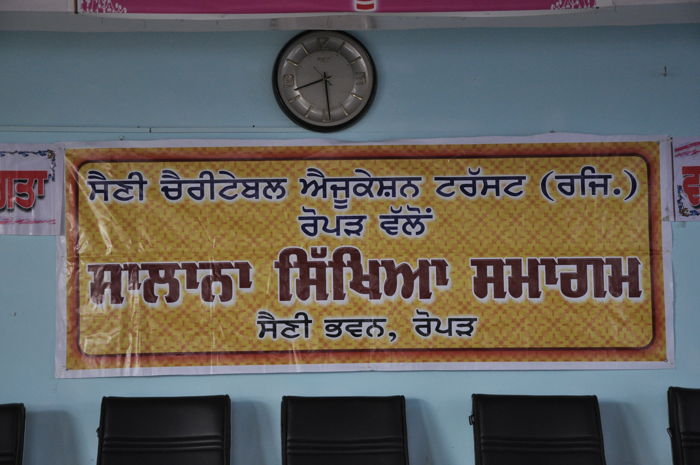 ਸੈਣੀ ਚੈਰੀਟੇਬਲ ਐਜੂਕੇਸ਼ਨ ਟਰੱਸਟ (ਰਜਿ.)
ਰੋਪੜ ਵੱਲੋਂ
ਸਾਲਾਨਾ ਸਿੱਖਿਆ ਸਮਾਗਮ
ਸੈਣੀ ਭਵਨ, ਰੋਪੜ